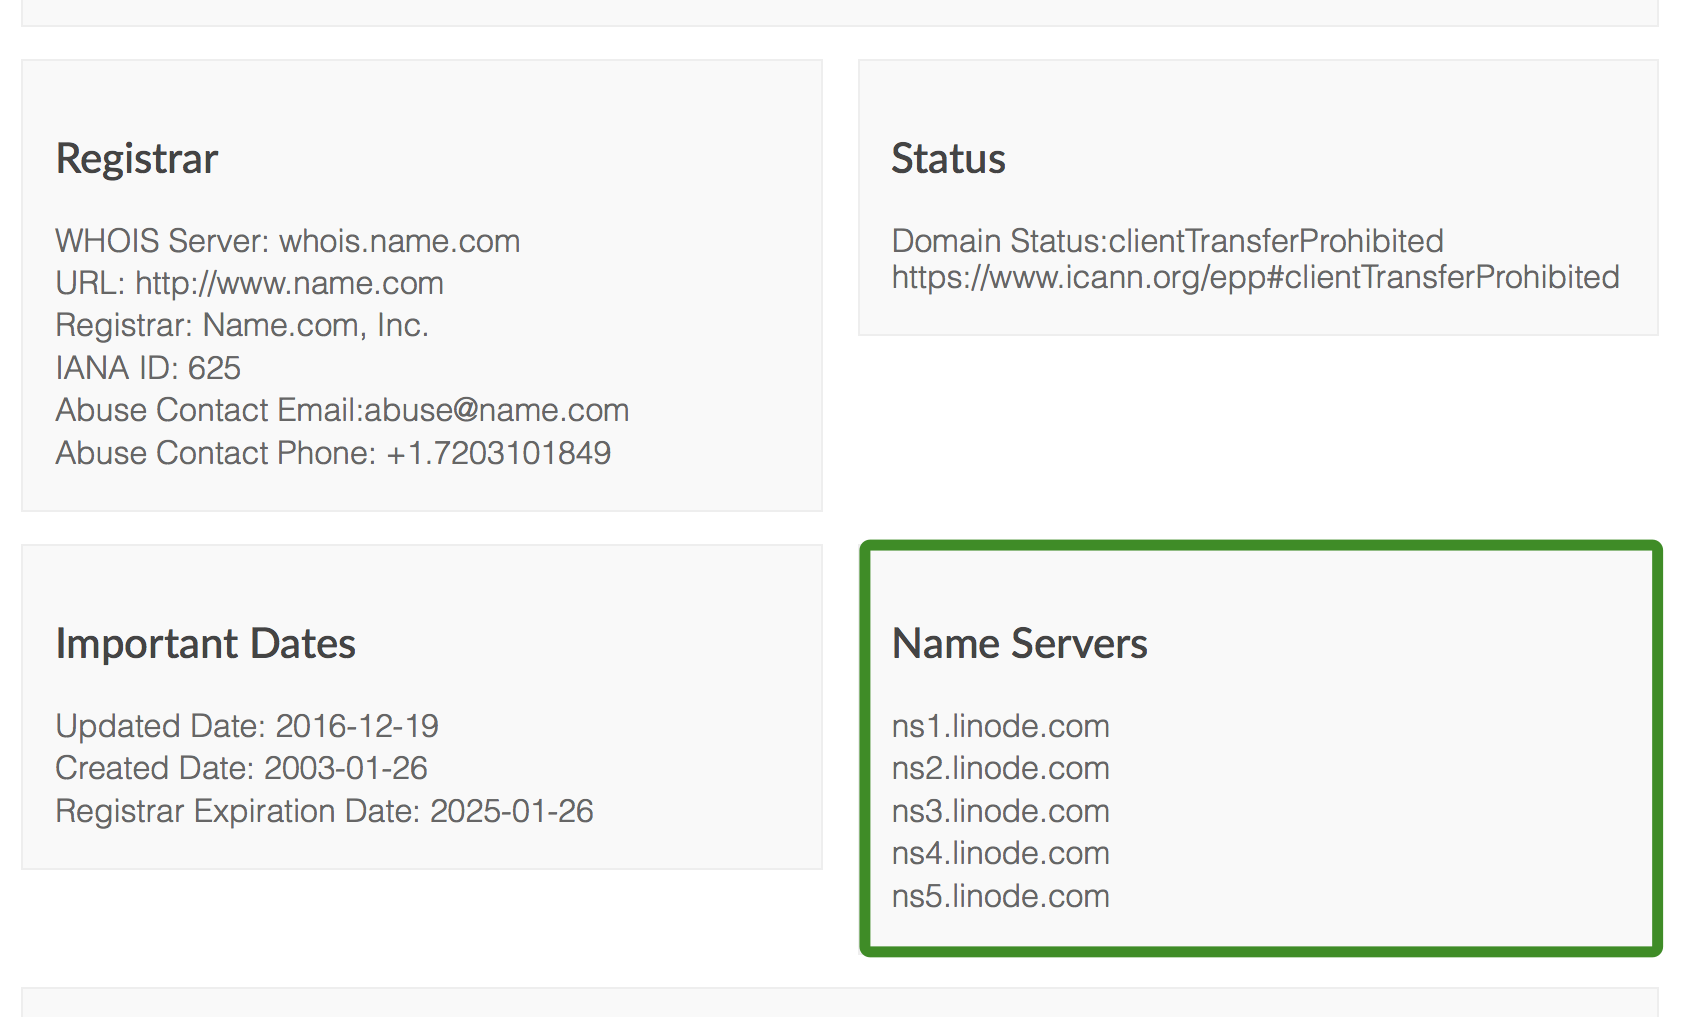 Registrar
WHOIS Server: whois.name.com
URL: http://www.name.com
Registrar: Name.com, Inc.
IANA ID: 625
Abuse Contact Email:abuse@name.com
Abuse Contact Phone: +1.7203101849
Status
Domain Status:clientTransferProhibited
https://www.icann.org/epp#clientTransferProhibited
Important Dates
Updated Date: 2016-12-19
Created Date: 2003-01-26
Registrar Expiration Date: 2025-01-26
Name Servers
ns1.linode.com
ns2.linode.com
ns3.linode.com
ns4.linode.com
ns5.linode.com